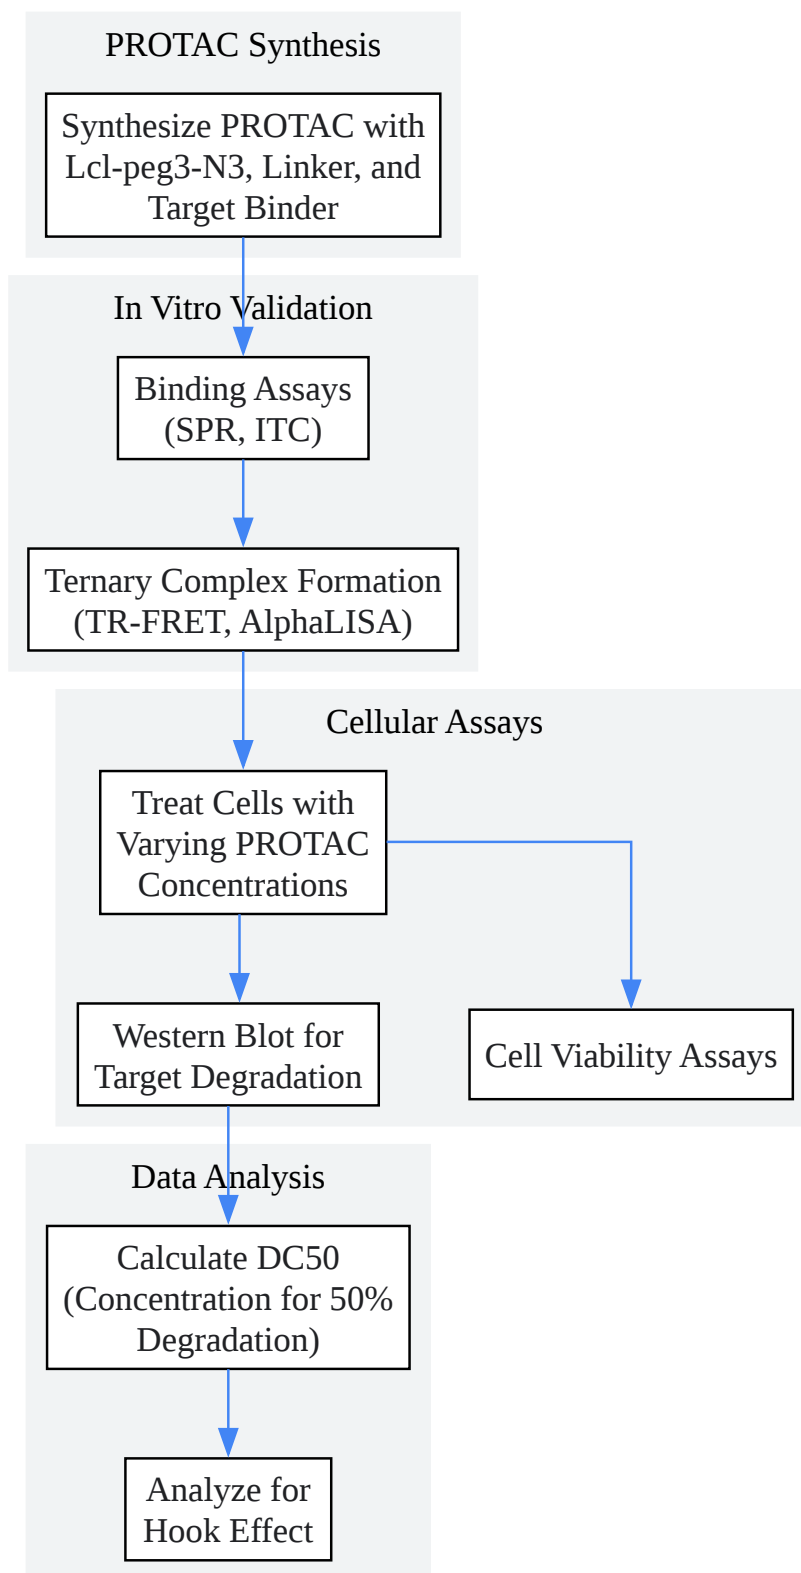 PROTAC Synthesis
Synthesize PROTAC with
Lcl-peg3-N3, Linker, and
Target Binder
In Vitro Validation
Binding Assays
(SPR, ITC)
Ternary Complex Formation
(TR-FRET, AlphaLISA)
Cellular Assays
Treat Cells with
Varying PROTAC
Concentrations
Western Blot for
Target Degradation
Cell Viability Assays
Data Analysis
Calculate DC50
(Concentration for 50%
Degradation)
Analyze for
Hook Effect